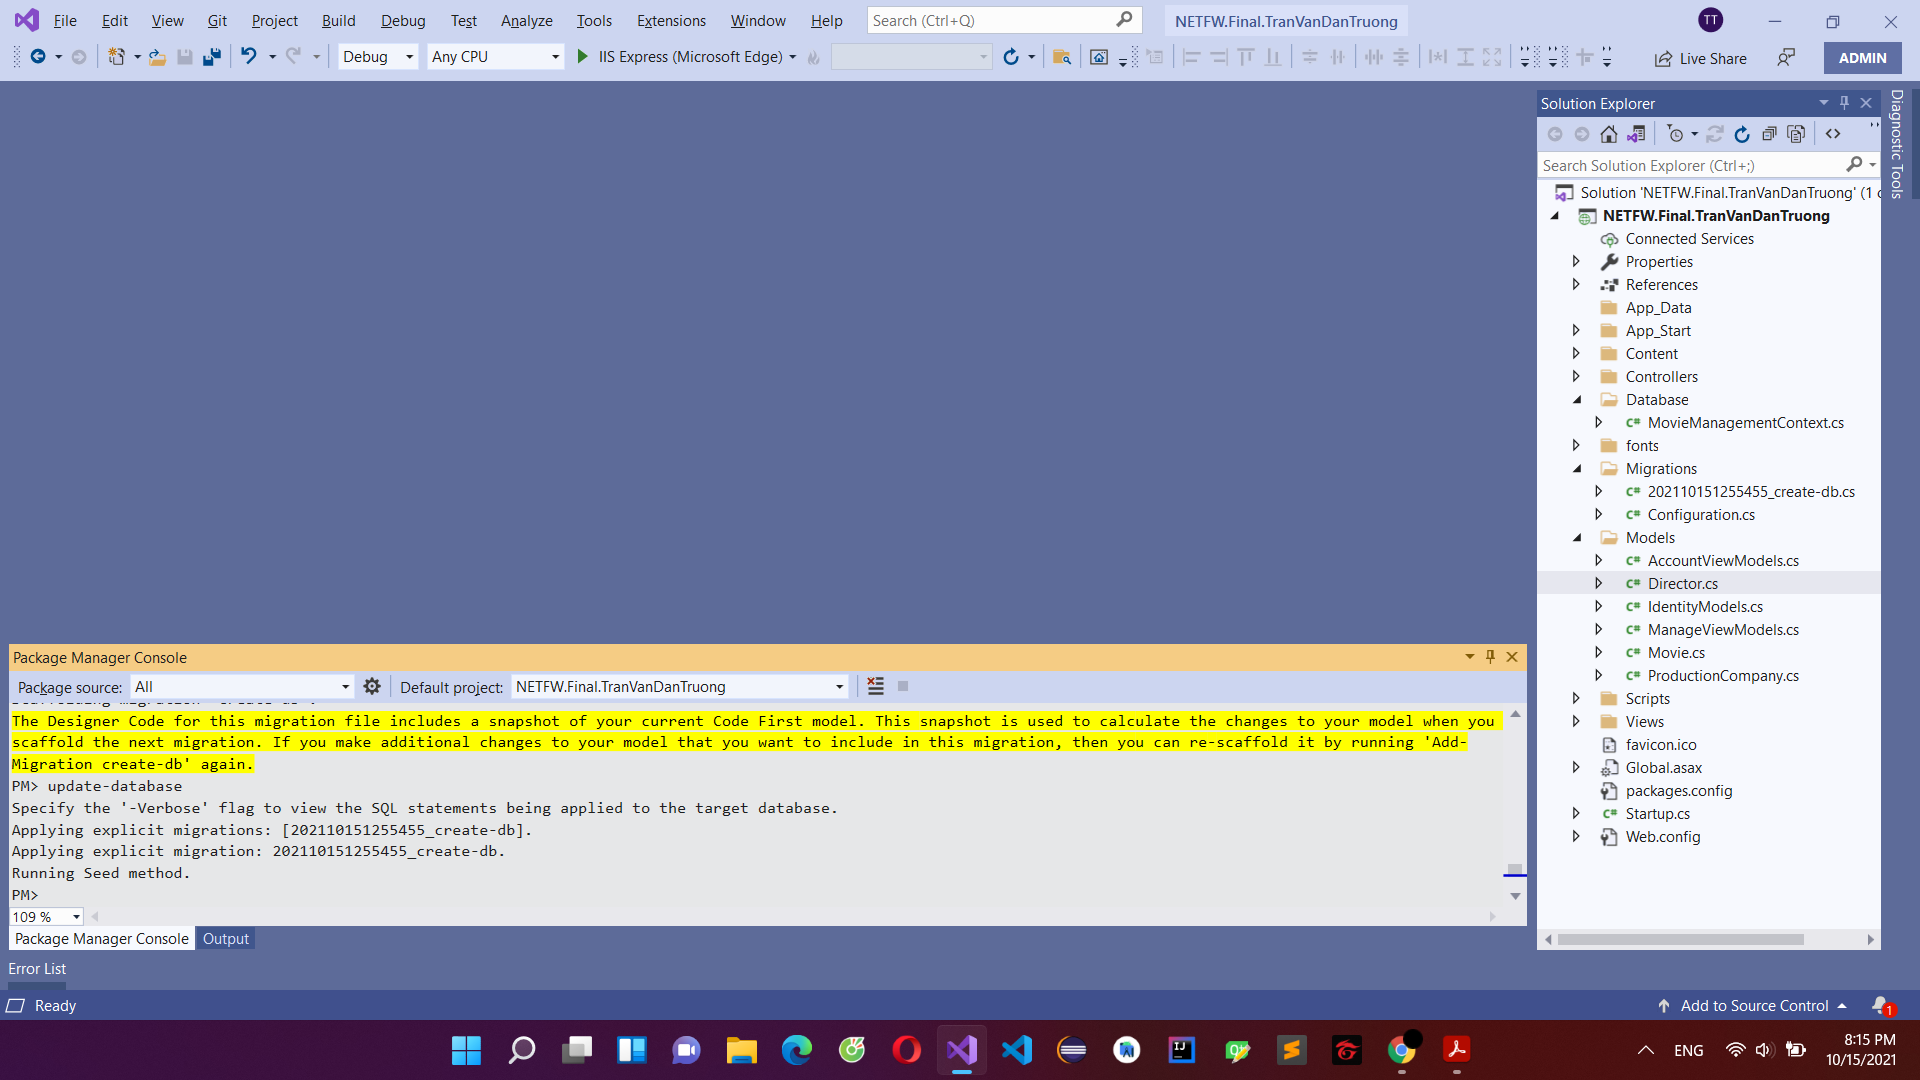 File Edit View Git Project Build Debug Test Analyze Tools Extensions Window Help Search (Ctrl+Q) NETFW.Final.TranVanDanTruong TT
Debug Any CPU IIS Express (Microsoft Edge) Live Share ADMIN
Diagnostic Tools
Solution Explorer
Search Solution Explorer (Ctrl+;)
Solution 'NETFW.Final.TranVanDanTruong' (1
NETFW.Final.TranVanDanTruong
Connected Services
Properties
References
App_Data
App_Start
Content
Controllers
Database
C# MovieManagementContext.cs
fonts
Migrations
C# 202110151255455_create-db.cs
C# Configuration.cs
Models
C# AccountViewModels.cs
C# Director.cs
C# IdentityModels.cs
C# ManageViewModels.cs
C# Movie.cs
C# ProductionCompany.cs
Scripts
Views
favicon.ico
Global.asax
packages.config
C# Startup.cs
Web.config
Package Manager Console
Package source: All Default project: NETFW.Final.TranVanDanTruong
The Designer Code for this migration file includes a snapshot of your current Code First model. This snapshot is used to calculate the changes to your model when you
scaffold the next migration. If you make additional changes to your model that you want to include in this migration, then you can re-scaffold it by running 'Add-
Migration create-db' again.
PM> update-database
Specify the '-Verbose' flag to view the SQL statements being applied to the target database.
Applying explicit migrations: [202110151255455_create-db].
Applying explicit migration: 202110151255455_create-db.
Running Seed method.
PM>
109 %
Package Manager Console Output
Error List
Ready Add to Source Control 1
ENG 8:15 PM
10/15/2021